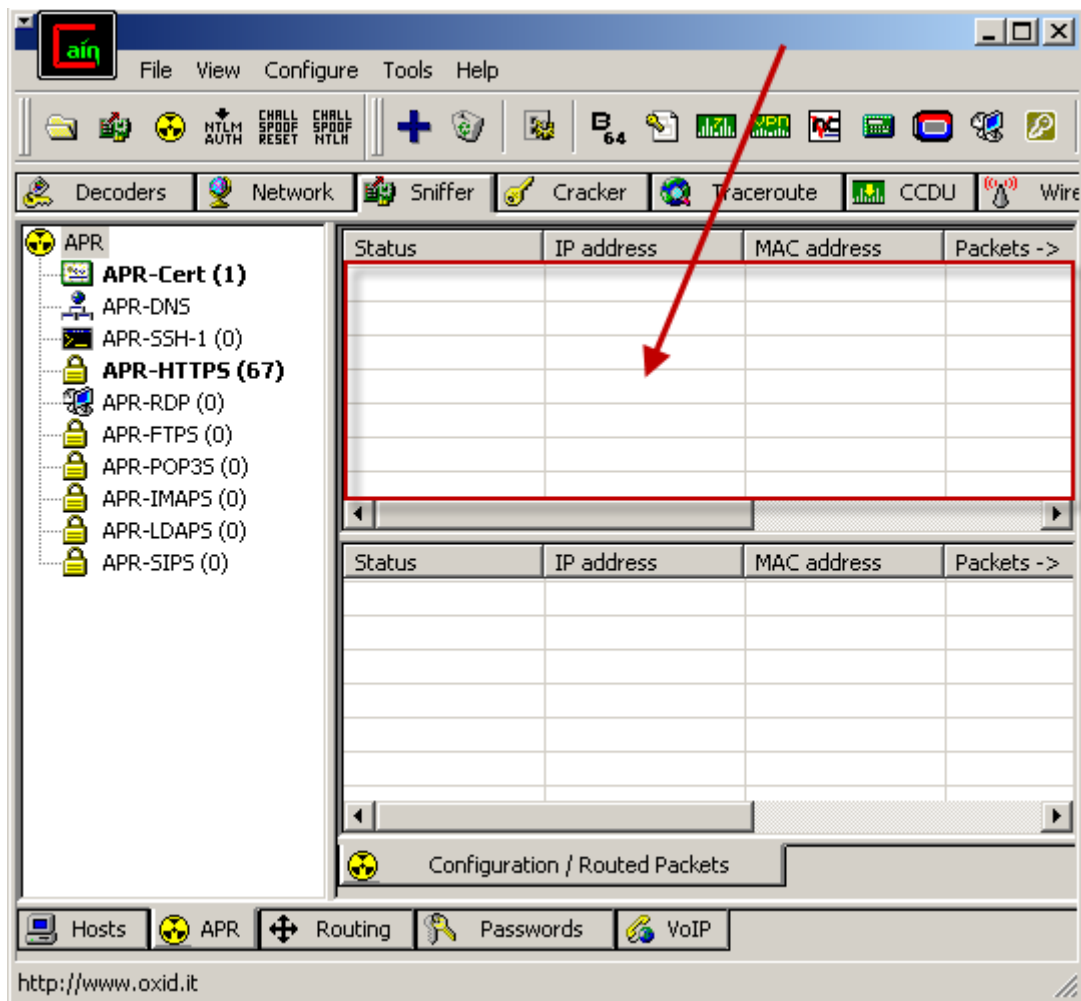 Cain
File View Configure Tools Help
NTLM AUTH CHALL SPOOF RESET CHALL SPOOF NTLM B64
Decoders Network Sniffer Cracker Traceroute CCDU Wire
APR
APR-Cert (1)
APR-DNS
APR-SSH-1 (0)
APR-HTTPS (67)
APR-RDP (0)
APR-FTPS (0)
APR-POP3S (0)
APR-IMAPS (0)
APR-LDAPS (0)
APR-SIPS (0)
Status IP address MAC address Packets ->
Status IP address MAC address Packets ->
Configuration / Routed Packets
Hosts APR Routing Passwords VoIP
http://www.oxid.it